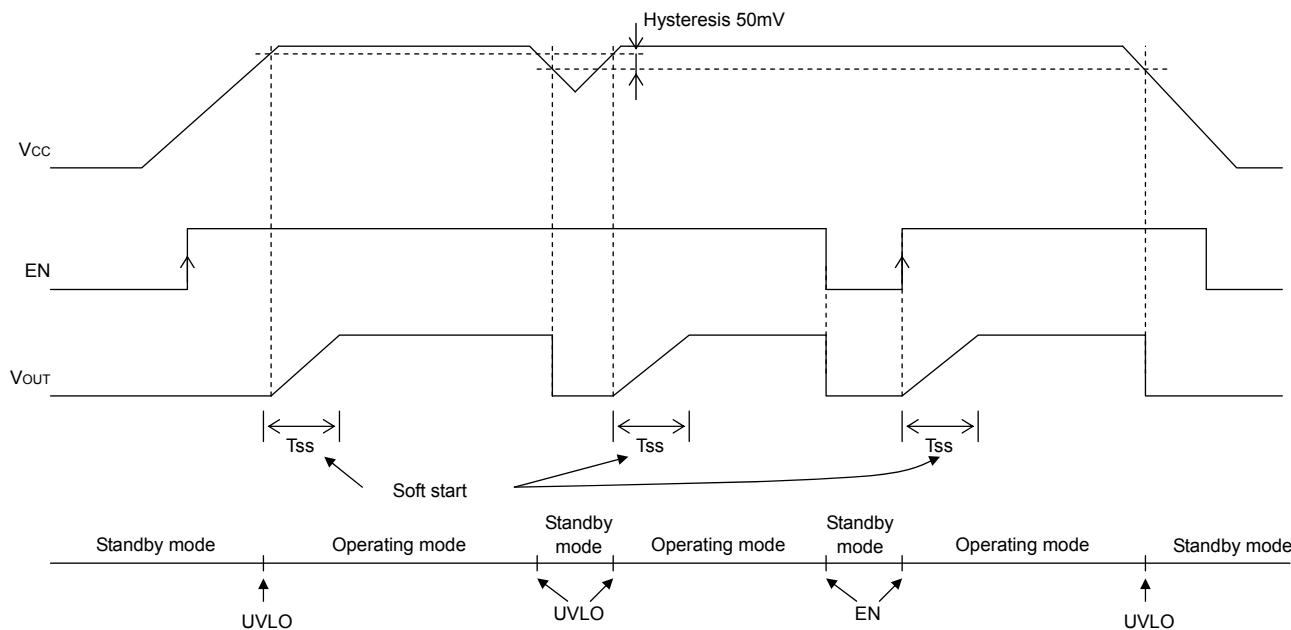 Hysteresis 50mV
VCC
EN
VOUT
Tss
Tss
Tss
Soft start
Standby mode
Operating mode
Standby
mode
Operating mode
Standby
mode
Operating mode
Standby mode
UVLO
UVLO
EN
UVLO